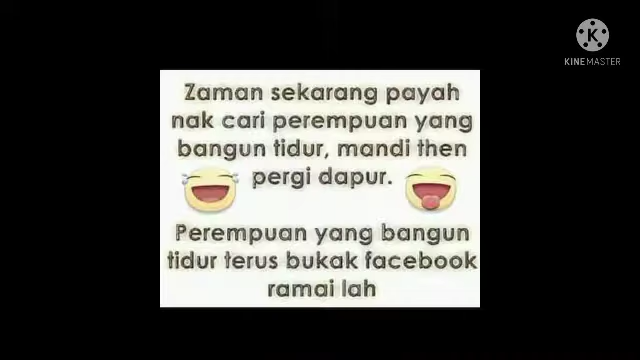 KINEMASTER
Zaman sekarang payah
nak cari perempuan yang
bangun tidur, mandi then
pergi dapur.
Perempuan yang bangun
tidur terus bukak facebook
ramai lah